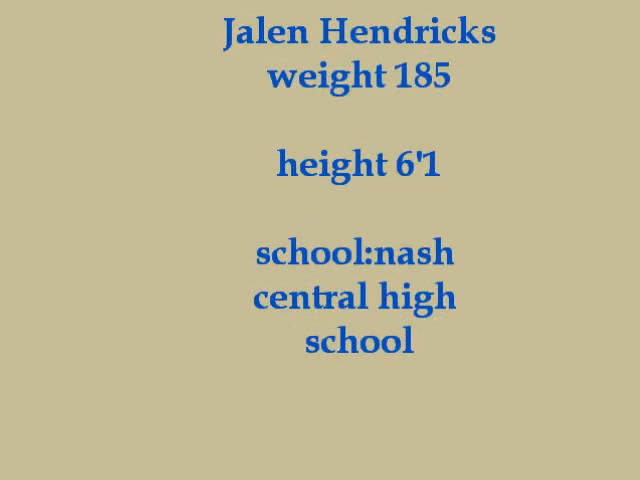 Jalen Hendricks
weight 185
height 6'1
school:nash
central high
school